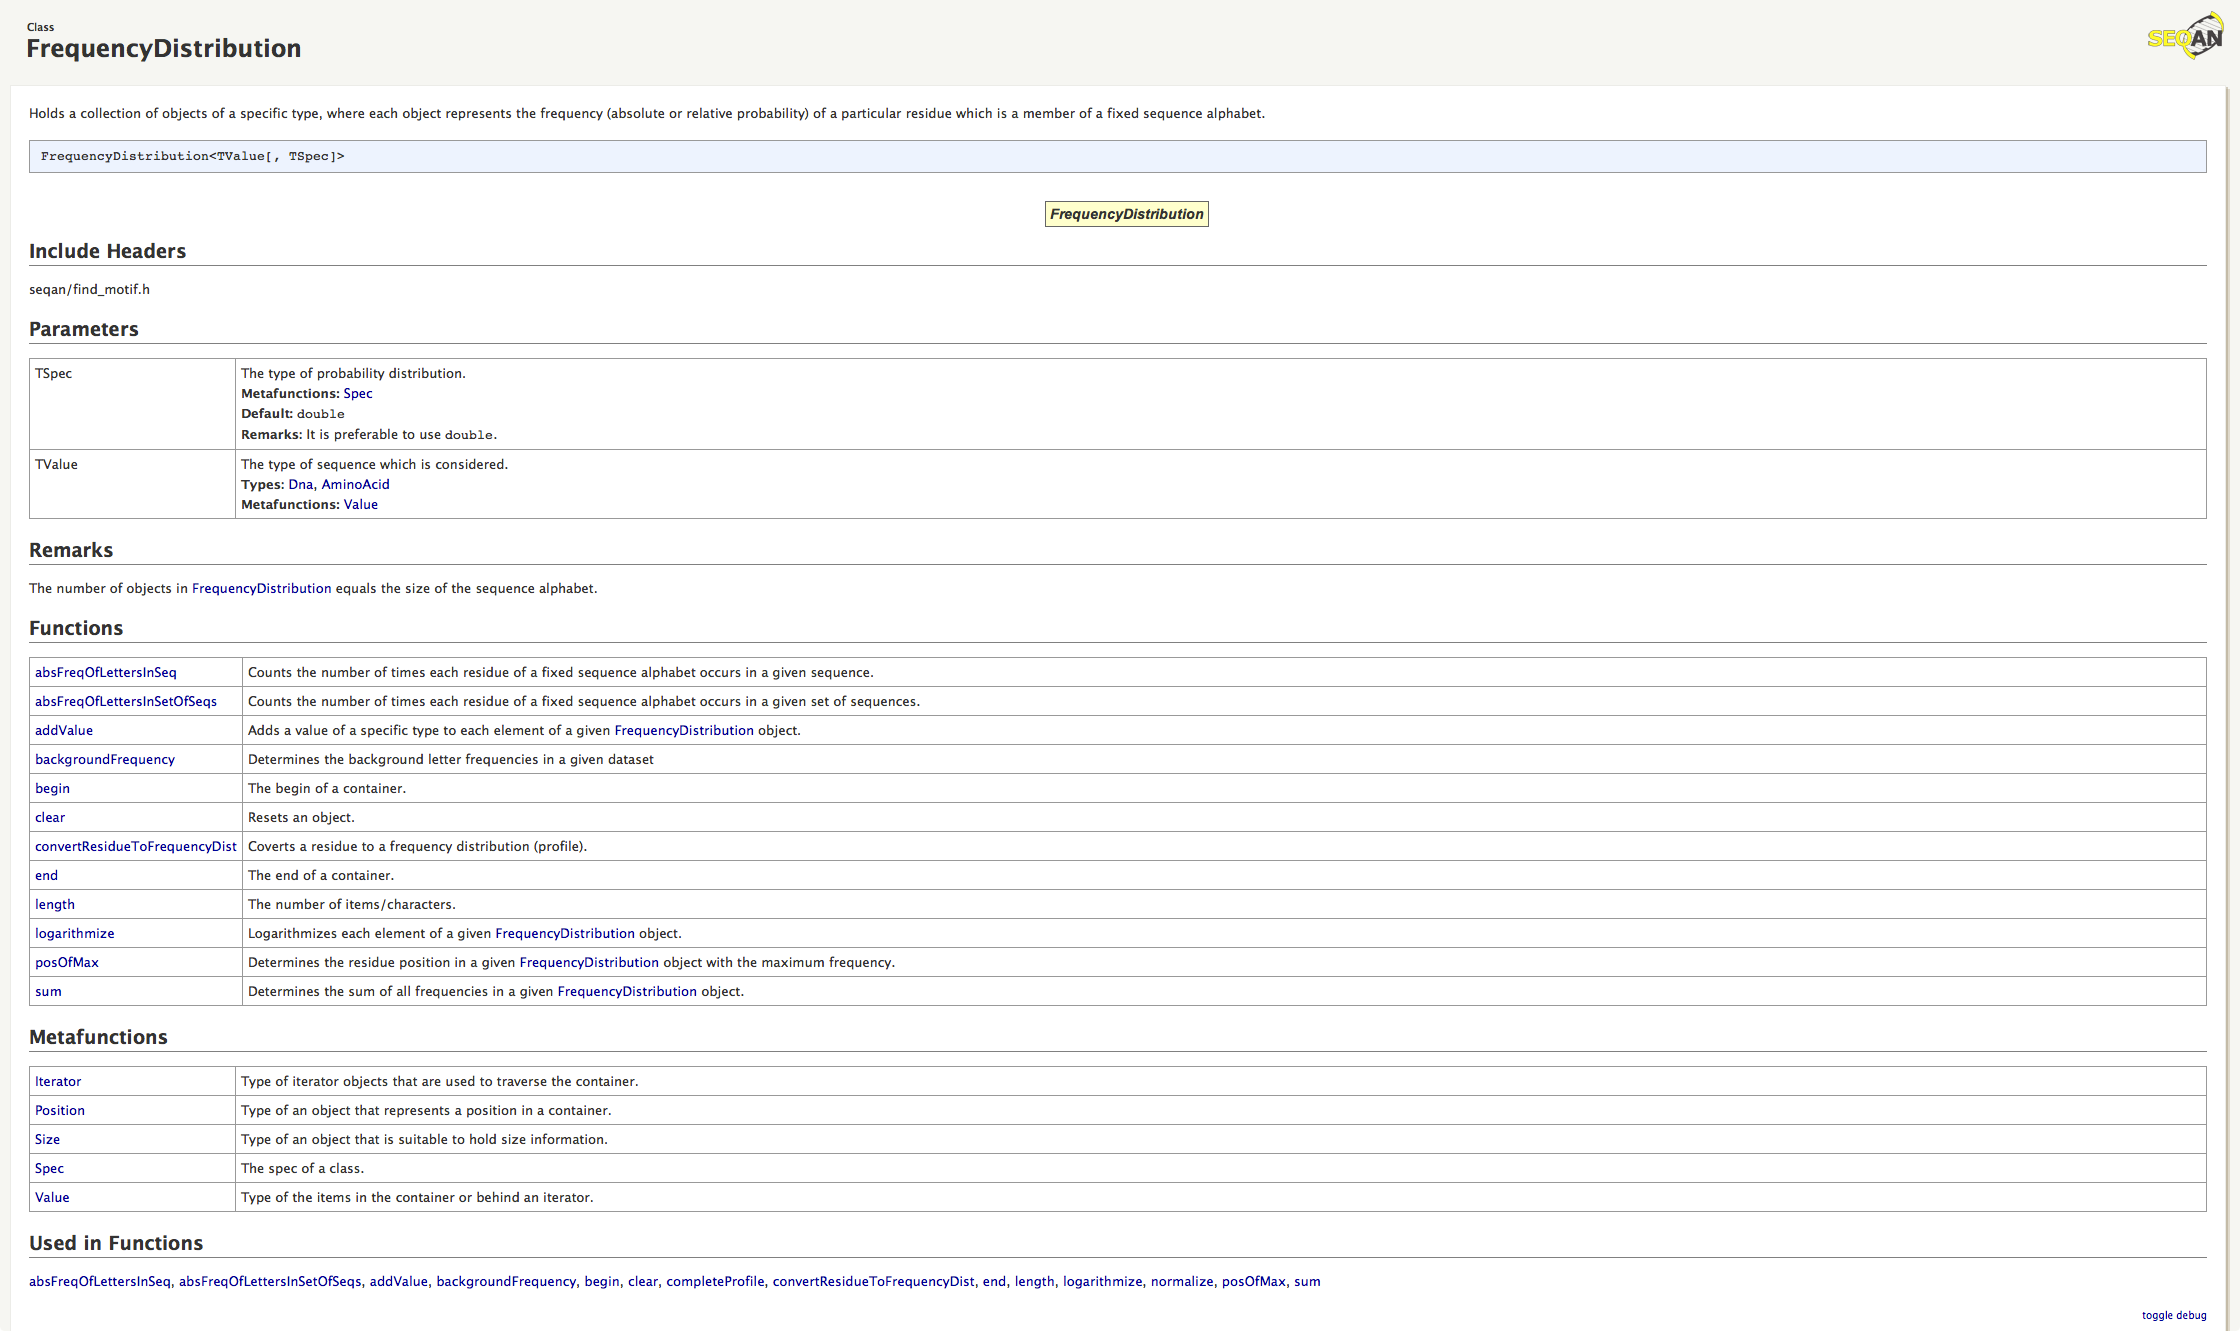 Class
FrequencyDistribution
SEQAN
Holds a collection of objects of a specific type, where each object represents the frequency (absolute or relative probability) of a particular residue which is a member of a fixed sequence alphabet.
FrequencyDistribution<TValue[, TSpec]>
FrequencyDistribution
Include Headers
seqan/find_motif.h
Parameters
TSpec The type of probability distribution.
Metafunctions: Spec
Default: double
Remarks: It is preferable to use double.
TValue The type of sequence which is considered.
Types: Dna, AminoAcid
Metafunctions: Value
Remarks
The number of objects in FrequencyDistribution equals the size of the sequence alphabet.
Functions
absFreqOfLettersInSeq Counts the number of times each residue of a fixed sequence alphabet occurs in a given sequence.
absFreqOfLettersInSetOfSeqs Counts the number of times each residue of a fixed sequence alphabet occurs in a given set of sequences.
addValue Adds a value of a specific type to each element of a given FrequencyDistribution object.
backgroundFrequency Determines the background letter frequencies in a given dataset
begin The begin of a container.
clear Resets an object.
convertResidueToFrequencyDist Coverts a residue to a frequency distribution (profile).
end The end of a container.
length The number of items/characters.
logarithmize Logarithmizes each element of a given FrequencyDistribution object.
posOfMax Determines the residue position in a given FrequencyDistribution object with the maximum frequency.
sum Determines the sum of all frequencies in a given FrequencyDistribution object.
Metafunctions
Iterator Type of iterator objects that are used to traverse the container.
Position Type of an object that represents a position in a container.
Size Type of an object that is suitable to hold size information.
Spec The spec of a class.
Value Type of the items in the container or behind an iterator.
Used in Functions
absFreqOfLettersInSeq, absFreqOfLettersInSetOfSeqs, addValue, backgroundFrequency, begin, clear, completeProfile, convertResidueToFrequencyDist, end, length, logarithmize, normalize, posOfMax, sum
toggle debug